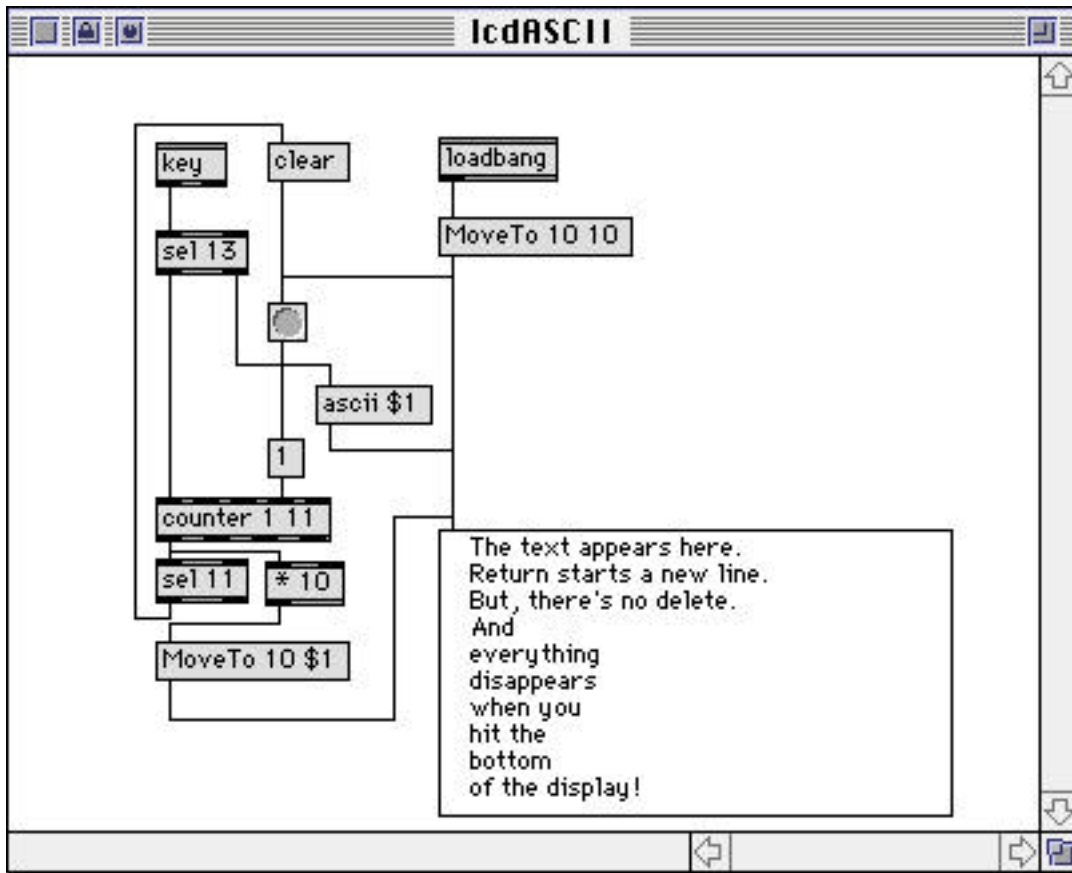 lcdASCII
key
clear
loadbang
MoveTo 10 10
sel 13
ascii $1
1
counter 1 11
sel 11
* 10
MoveTo 10 $1
The text appears here.
Return starts a new line.
But, there's no delete.
And
everything
disappears
when you
hit the
bottom
of the display!